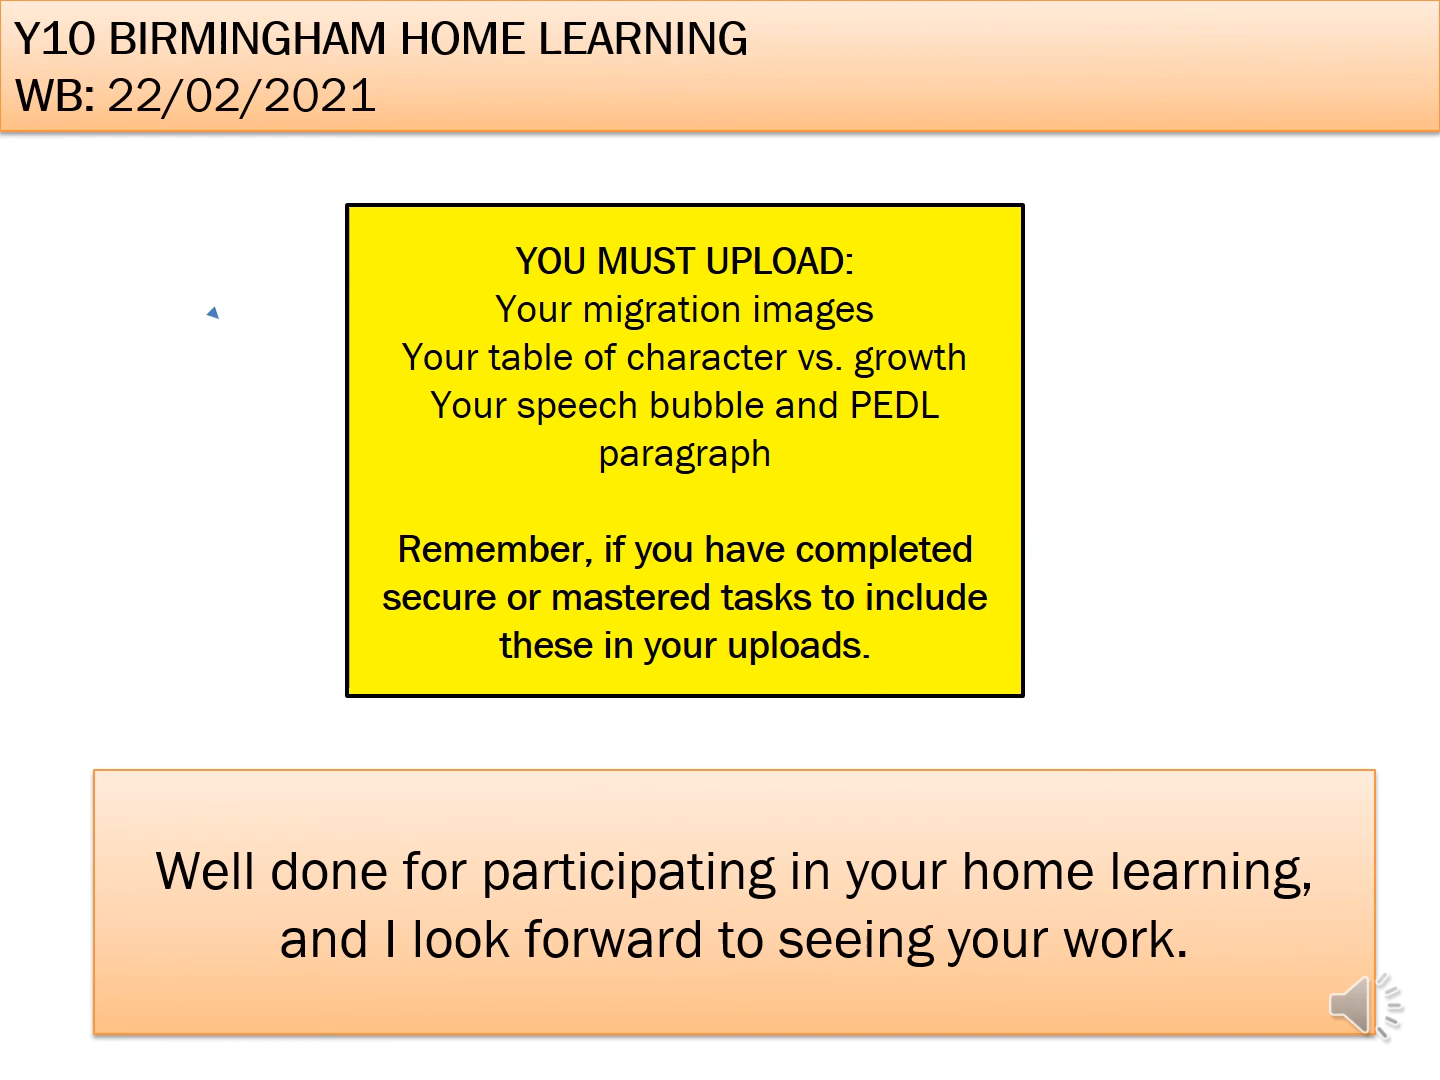 Y10 BIRMINGHAM HOME LEARNING
WB: 22/02/2021
YOU MUST UPLOAD:
Your migration images
Your table of character vs. growth
Your speech bubble and PEDL
paragraph
Remember, if you have completed
secure or mastered tasks to include
these in your uploads.
Well done for participating in your home learning,
and I look forward to seeing your work.